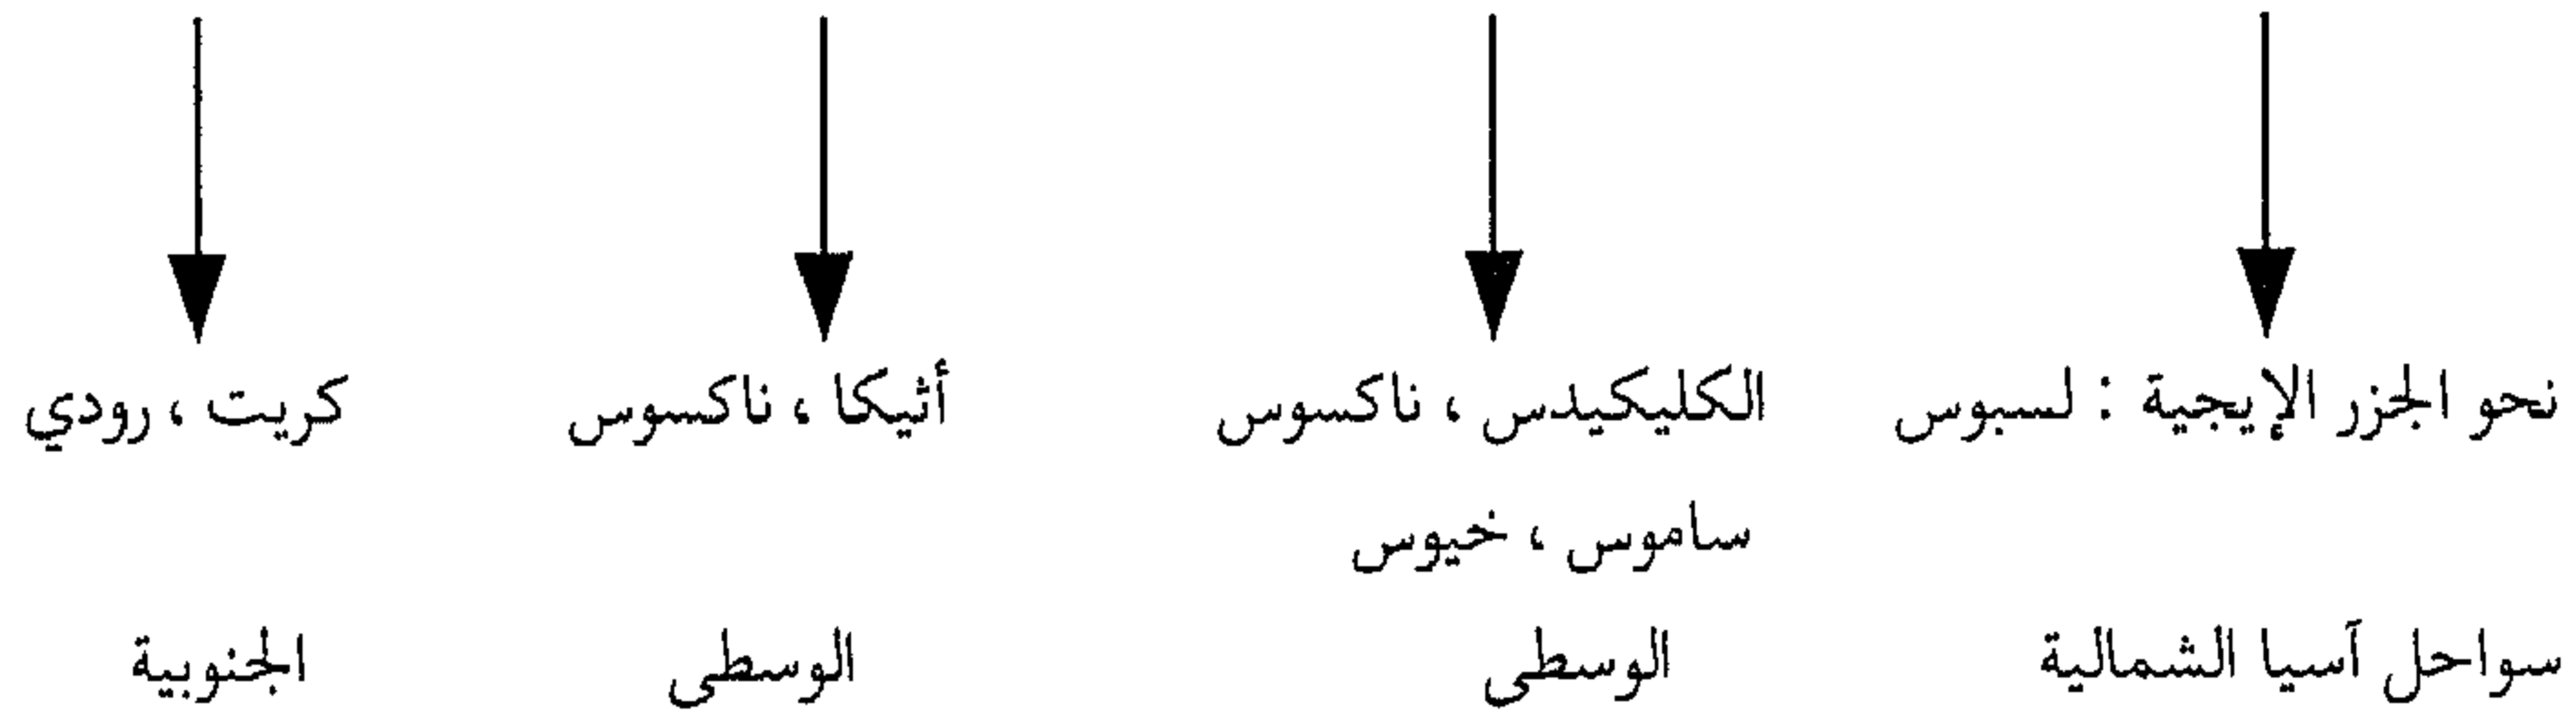 نحو الجزر الإيجية : لسبوس الكليكيدس ، ناكسوس أثيكا ، ناكسوس كريت ، رودي
ساموس ، خيوس
سواحل آسيا الشمالية الوسطى الوسطى الجنوبية